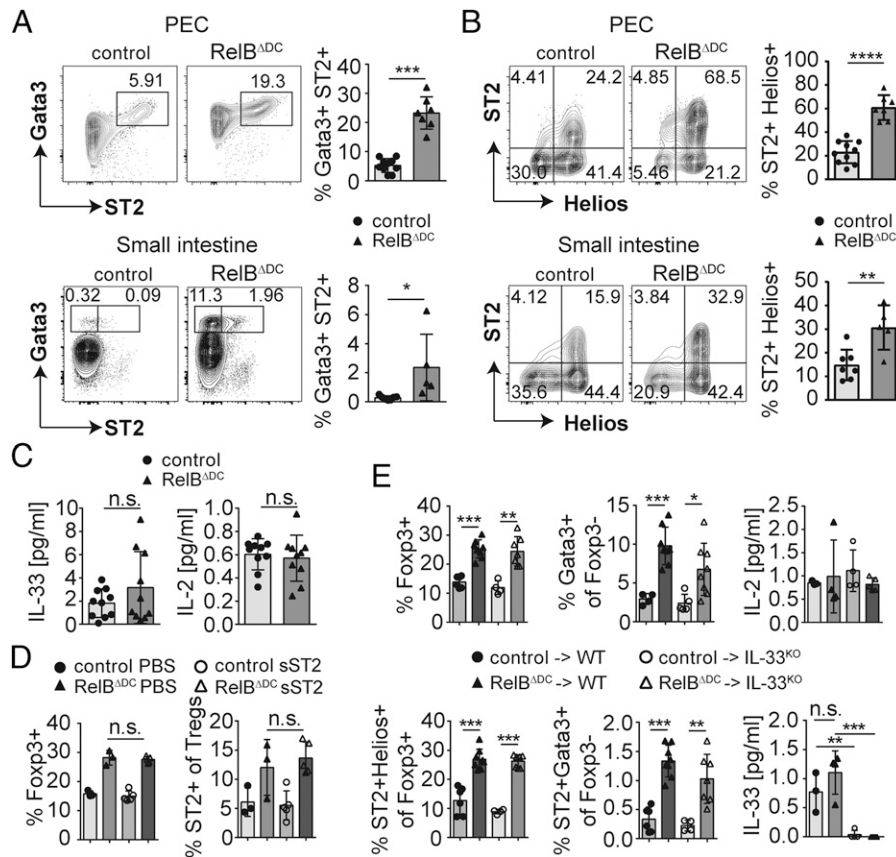 A
PEC
control
RelB^ΔDC
5.91
19.3
Gata3
ST2
% Gata3+ ST2+
40
30
20
10
0
***
control
RelB^ΔDC
Small intestine
control
RelB^ΔDC
0.32
0.09
11.3
1.96
Gata3
ST2
% Gata3+ ST2+
8
6
4
2
0
*
B
PEC
control
RelB^ΔDC
4.41
24.2
4.85
68.5
30.0
41.4
5.46
21.2
ST2
Helios
% ST2+ Helios+
100
80
60
40
20
0
****
control
RelB^ΔDC
Small intestine
control
RelB^ΔDC
4.12
15.9
3.84
32.9
35.6
44.4
20.9
42.4
ST2
Helios
% ST2+ Helios+
50
40
30
20
10
0
**
C
control
RelB^ΔDC
IL-33 [pg/ml]
10
8
6
4
2
0
n.s.
IL-2 [pg/ml]
1.0
0.8
0.6
0.4
0.2
0.0
n.s.
D
control PBS
control sST2
RelB^ΔDC PBS
RelB^ΔDC sST2
% Foxp3+
40
30
20
10
0
n.s.
% ST2+ of Tregs
20
15
10
5
0
n.s.
E
% Foxp3+
40
30
20
10
0
***
**
% Gata3+
of Foxp3-
15
10
5
0
***
*
IL-2 [pg/ml]
2.5
2.0
1.5
1.0
0.5
0.0
control -> WT
control -> IL-33^KO
RelB^ΔDC -> WT
RelB^ΔDC -> IL-33^KO
% ST2+Helios+
of Foxp3+
40
30
20
10
0
***
***
% ST2+Gata3+
of Foxp3-
2.0
1.5
1.0
0.5
0.0
***
**
IL-33 [pg/ml]
2.0
1.5
1.0
0.5
0.0
n.s.
***
**